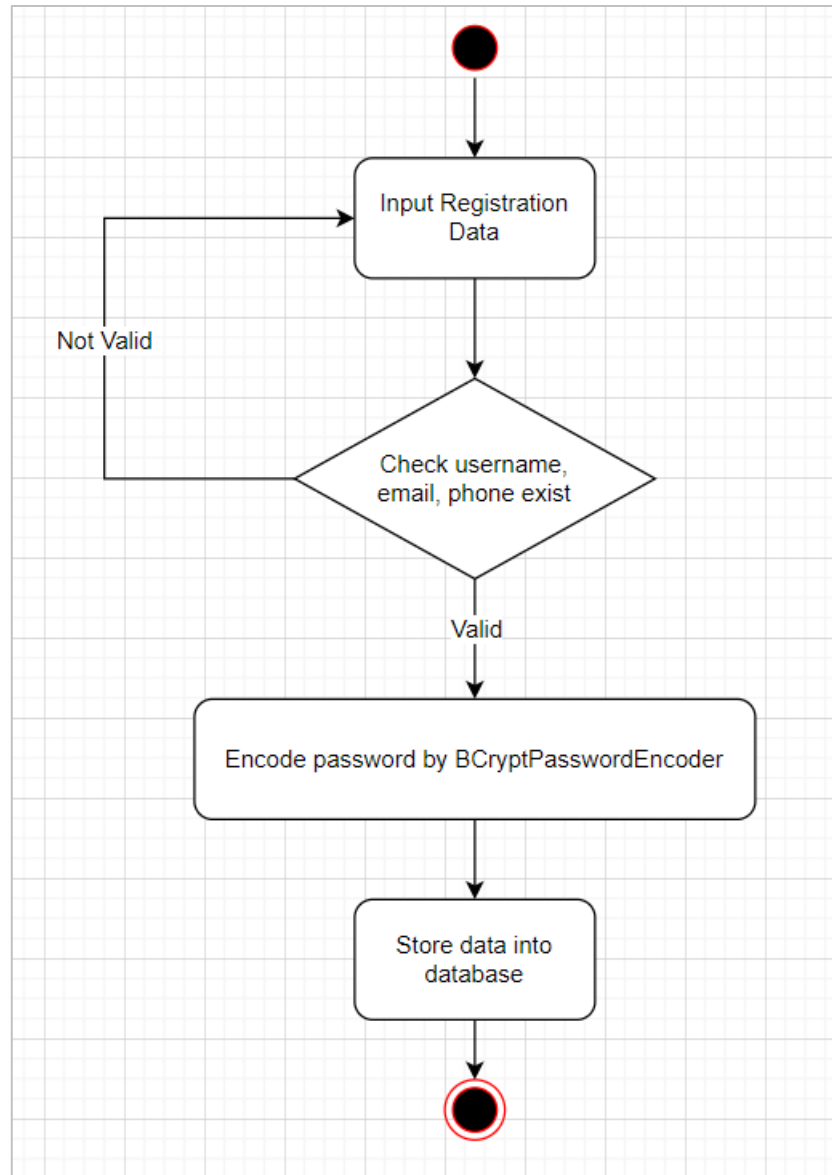 Input Registration
Data
Not Valid
Check username,
email, phone exist
Valid
Encode password by BCryptPasswordEncoder
Store data into
database